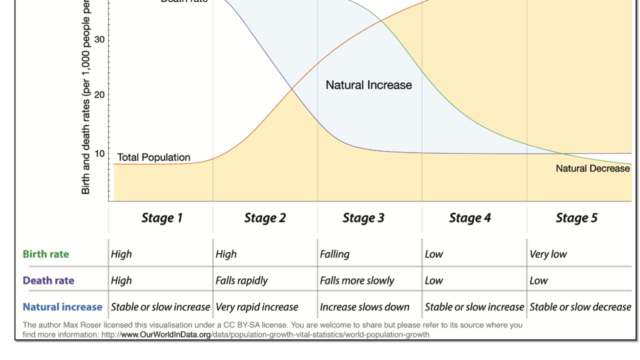 Death rate
Birth and death rates (per 1,000 people per
30
20
10
Natural Increase
Total Population
Natural Decrease
Stage 1 Stage 2 Stage 3 Stage 4 Stage 5
Birth rate High High Falling Low Very low
Death rate High Falls rapidly Falls more slowly Low Low
Natural increase Stable or slow increase Very rapid increase Increase slows down Stable or slow increase Stable or slow decrease
The author Max Roser licensed this visualisation under a CC BY-SA license. You are welcome to share but please refer to its source where you
find more information: http://www.OurWorldInData.org/data/population-growth-vital-statistics/world-population-growth